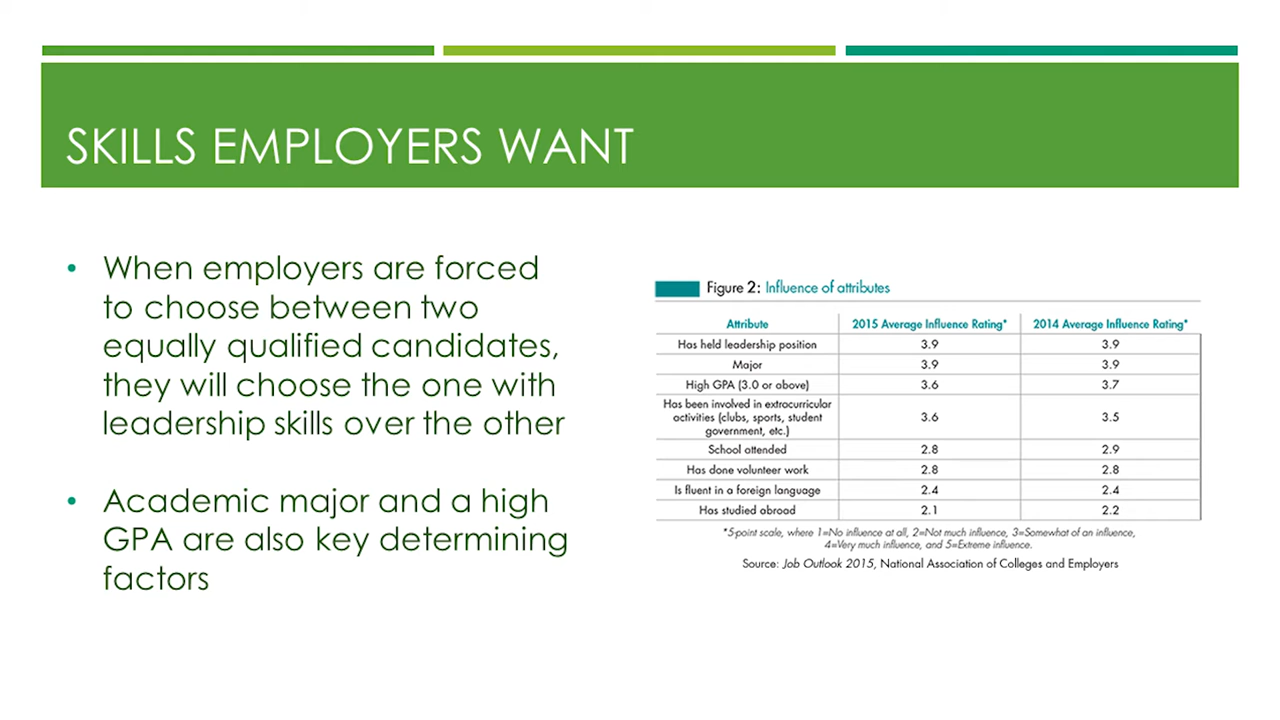 SKILLS EMPLOYERS WANT
• When employers are forced
to choose between two
equally qualified candidates,
they will choose the one with
leadership skills over the other
• Academic major and a high
GPA are also key determining
factors
Figure 2: Influence of attributes
Attribute 2015 Average Influence Rating* 2014 Average Influence Rating*
Has held leadership position 3.9 3.9
Major 3.9 3.9
High GPA (3.0 or above) 3.6 3.7
Has been involved in extracurricular
activities (clubs, sports, student 3.6 3.5
government, etc.)
School attended 2.8 2.9
Has done volunteer work 2.8 2.8
Is fluent in a foreign language 2.4 2.4
Has studied abroad 2.1 2.2
*5-point scale, where 1=No influence at all, 2=Not much influence, 3=Somewhat of an influence,
4=Very much influence, and 5=Extreme influence.
Source: Job Outlook 2015, National Association of Colleges and Employers